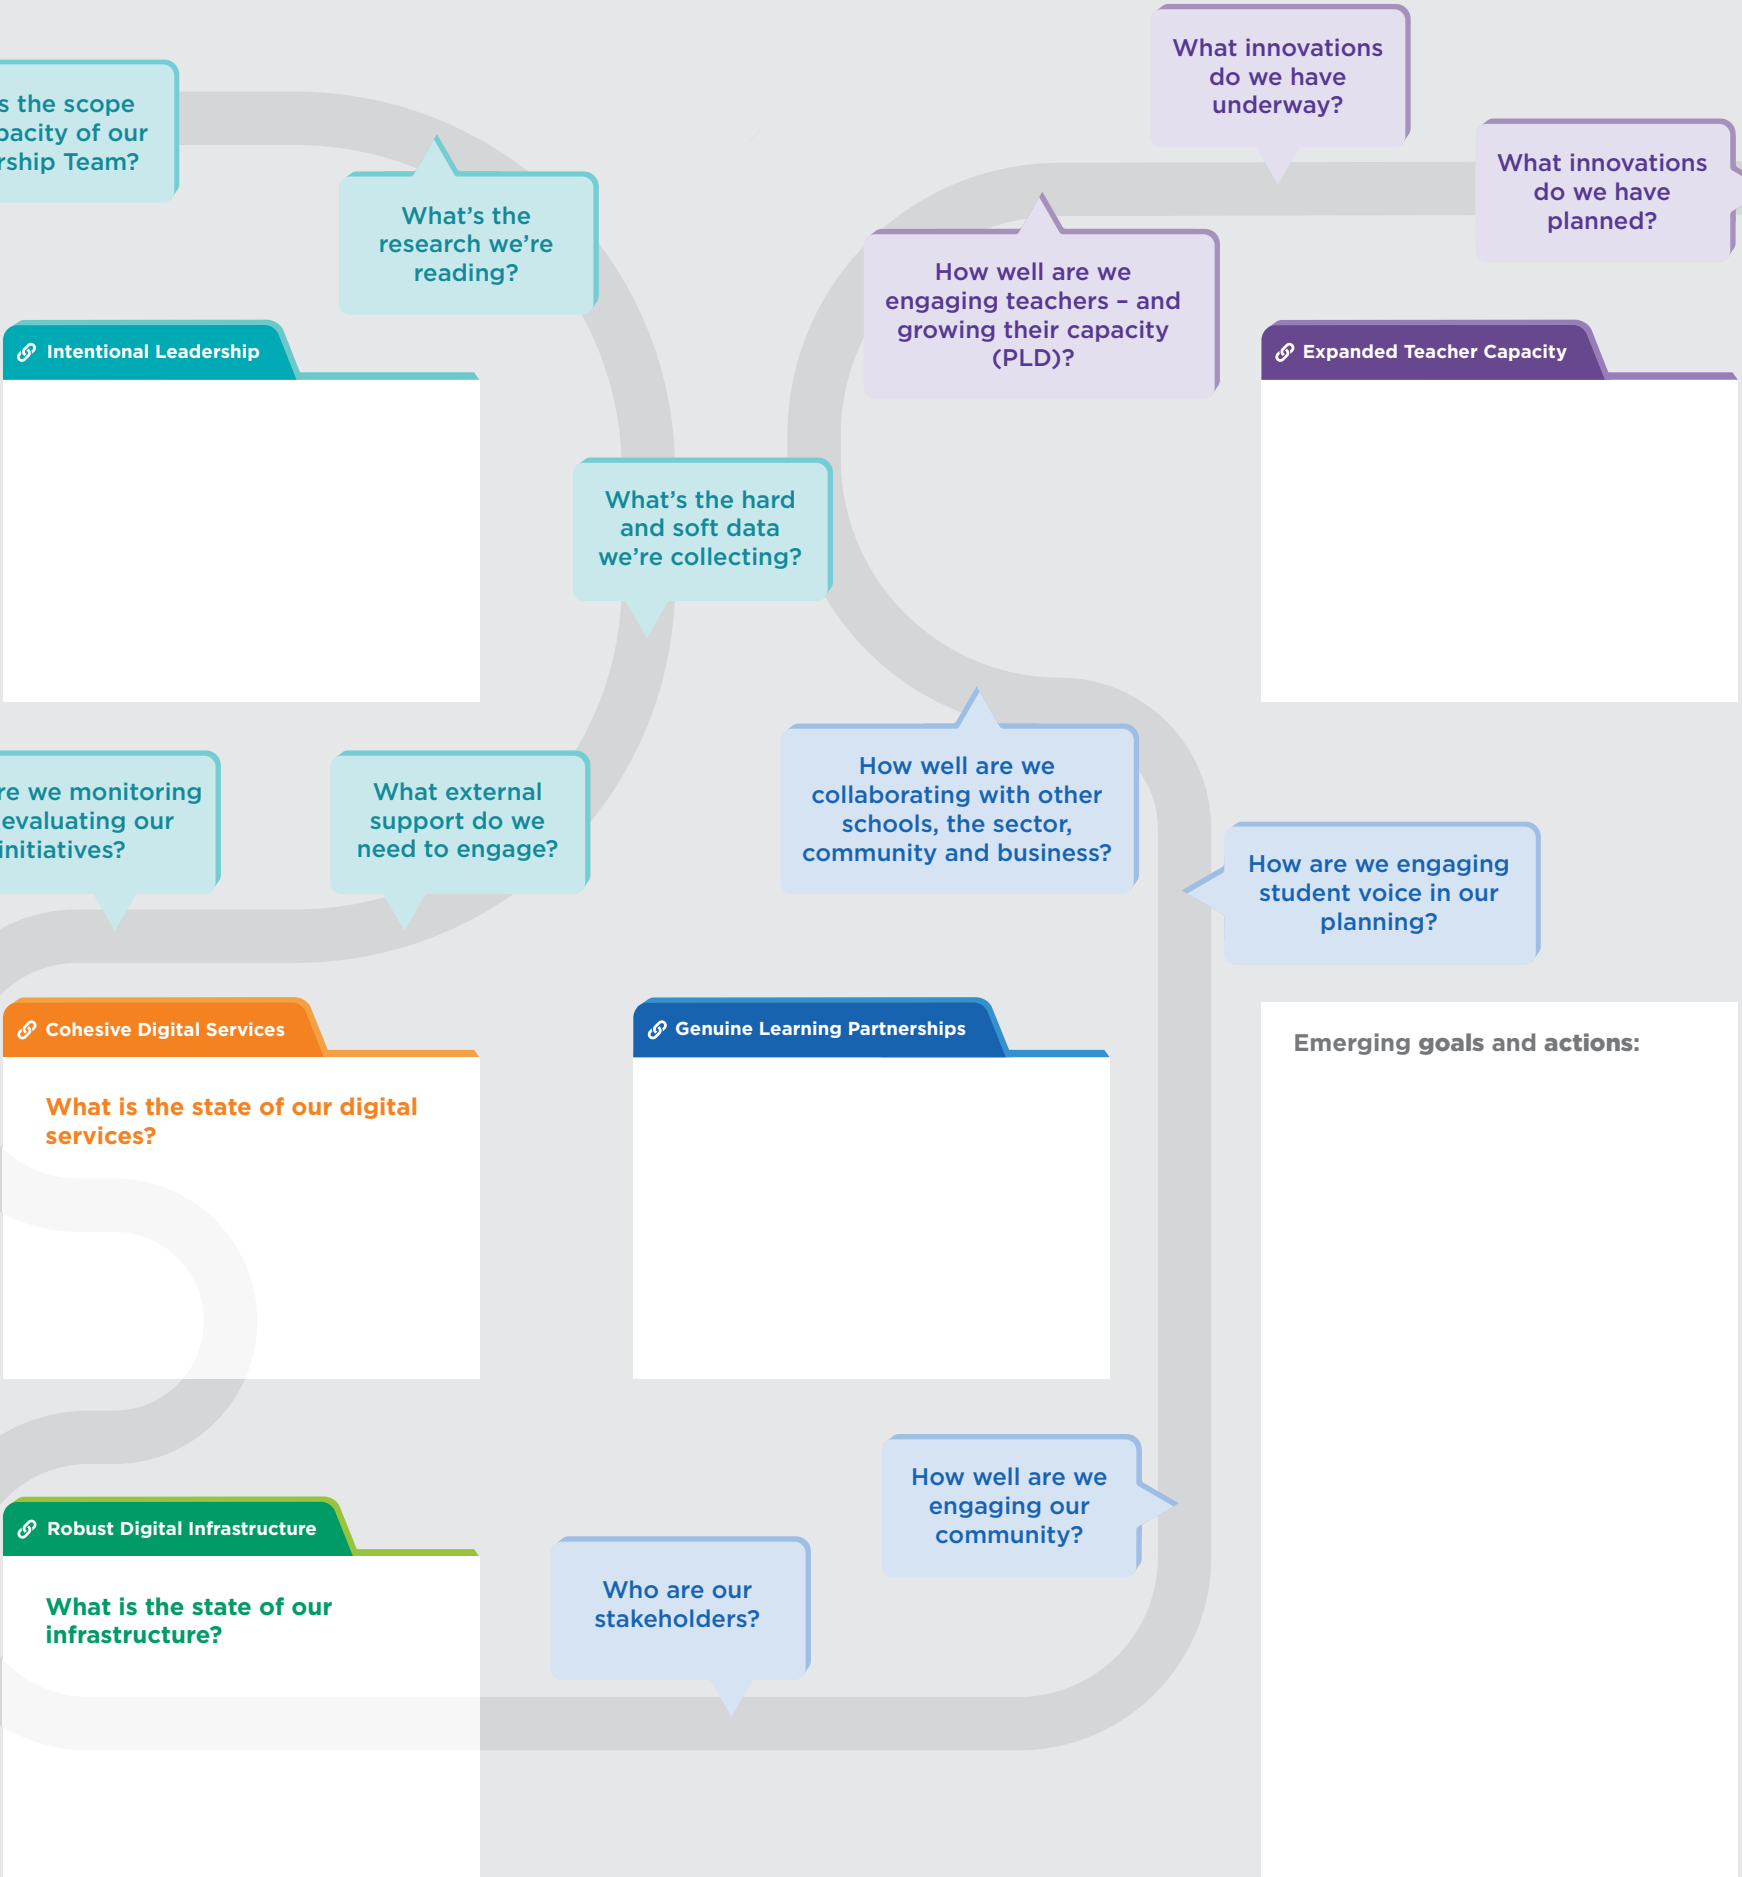 the scope
of our
Team?
What's the
research we're
reading?
What innovations
do we have
underway?
What innovations
do we have
planned?
How well are we
engaging teachers – and
growing their capacity
(PLD)?
Intentional Leadership
Expanded Teacher Capacity
What's the hard
and soft data
we're collecting?
we monitoring
evaluating our
initiatives?
What external
support do we
need to engage?
How well are we
collaborating with other
schools, the sector,
community and business?
How are we engaging
student voice in our
planning?
Cohesive Digital Services
What is the state of our digital
services?
Genuine Learning Partnerships
Emerging goals and actions:
How well are we
engaging our
community?
Robust Digital Infrastructure
What is the state of our
infrastructure?
Who are our
stakeholders?